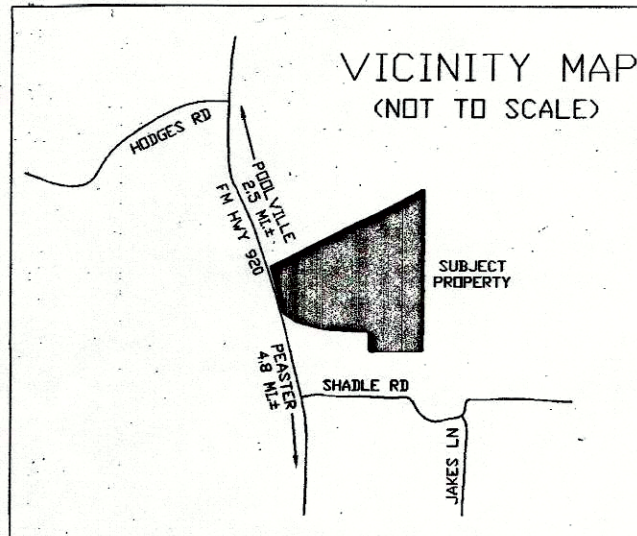 VICINITY MAP
(NOT TO SCALE)
HODGES RD
POOLVILLE
2.5 MI.±
FM HWY 920
SUBJECT
PROPERTY
PEASTER
4.8 MI.±
SHADLE RD
JAKES LN